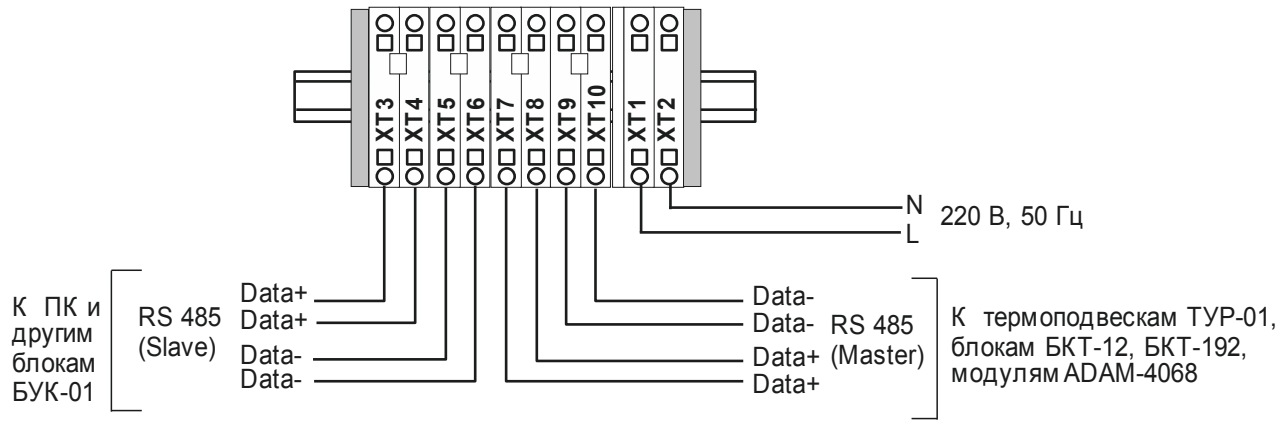 XT3 XT4 XT5 XT6 XT7 XT8 XT9 XT10 XT1 XT2
N
L
220 В, 50 Гц
К ПК и
другим
блокам
БУК-01
RS 485
(Slave)
Data+
Data+
Data-
Data-
Data-
Data-
Data+
Data+
RS 485
(Master)
К термоподвескам ТУР-01,
блокам БКТ-12, БКТ-192,
модулям ADAM-4068